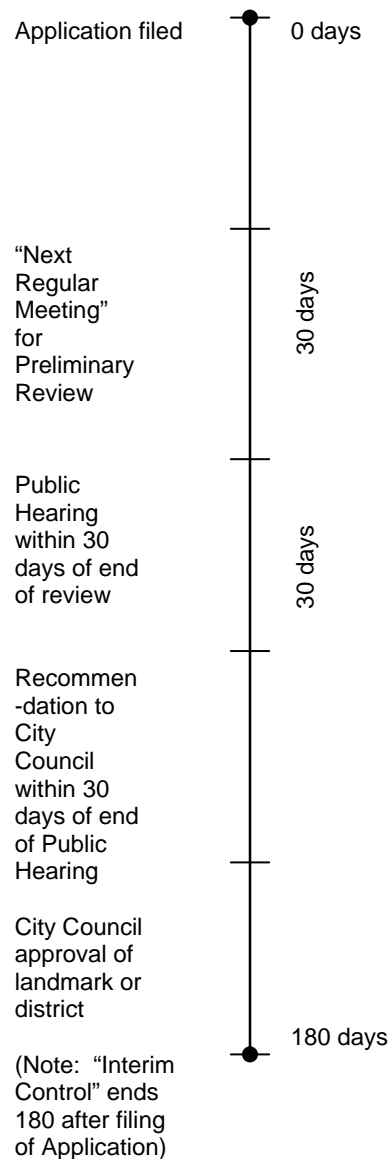 Application filed
0 days
“Next
Regular
Meeting”
for
Preliminary
Review
30 days
Public
Hearing
within 30
days of end
of review
30 days
Recommen
-dation to
City
Council
within 30
days of end
of Public
Hearing
City Council
approval of
landmark or
district
180 days
(Note: “Interim
Control” ends
180 after filing
of Application)